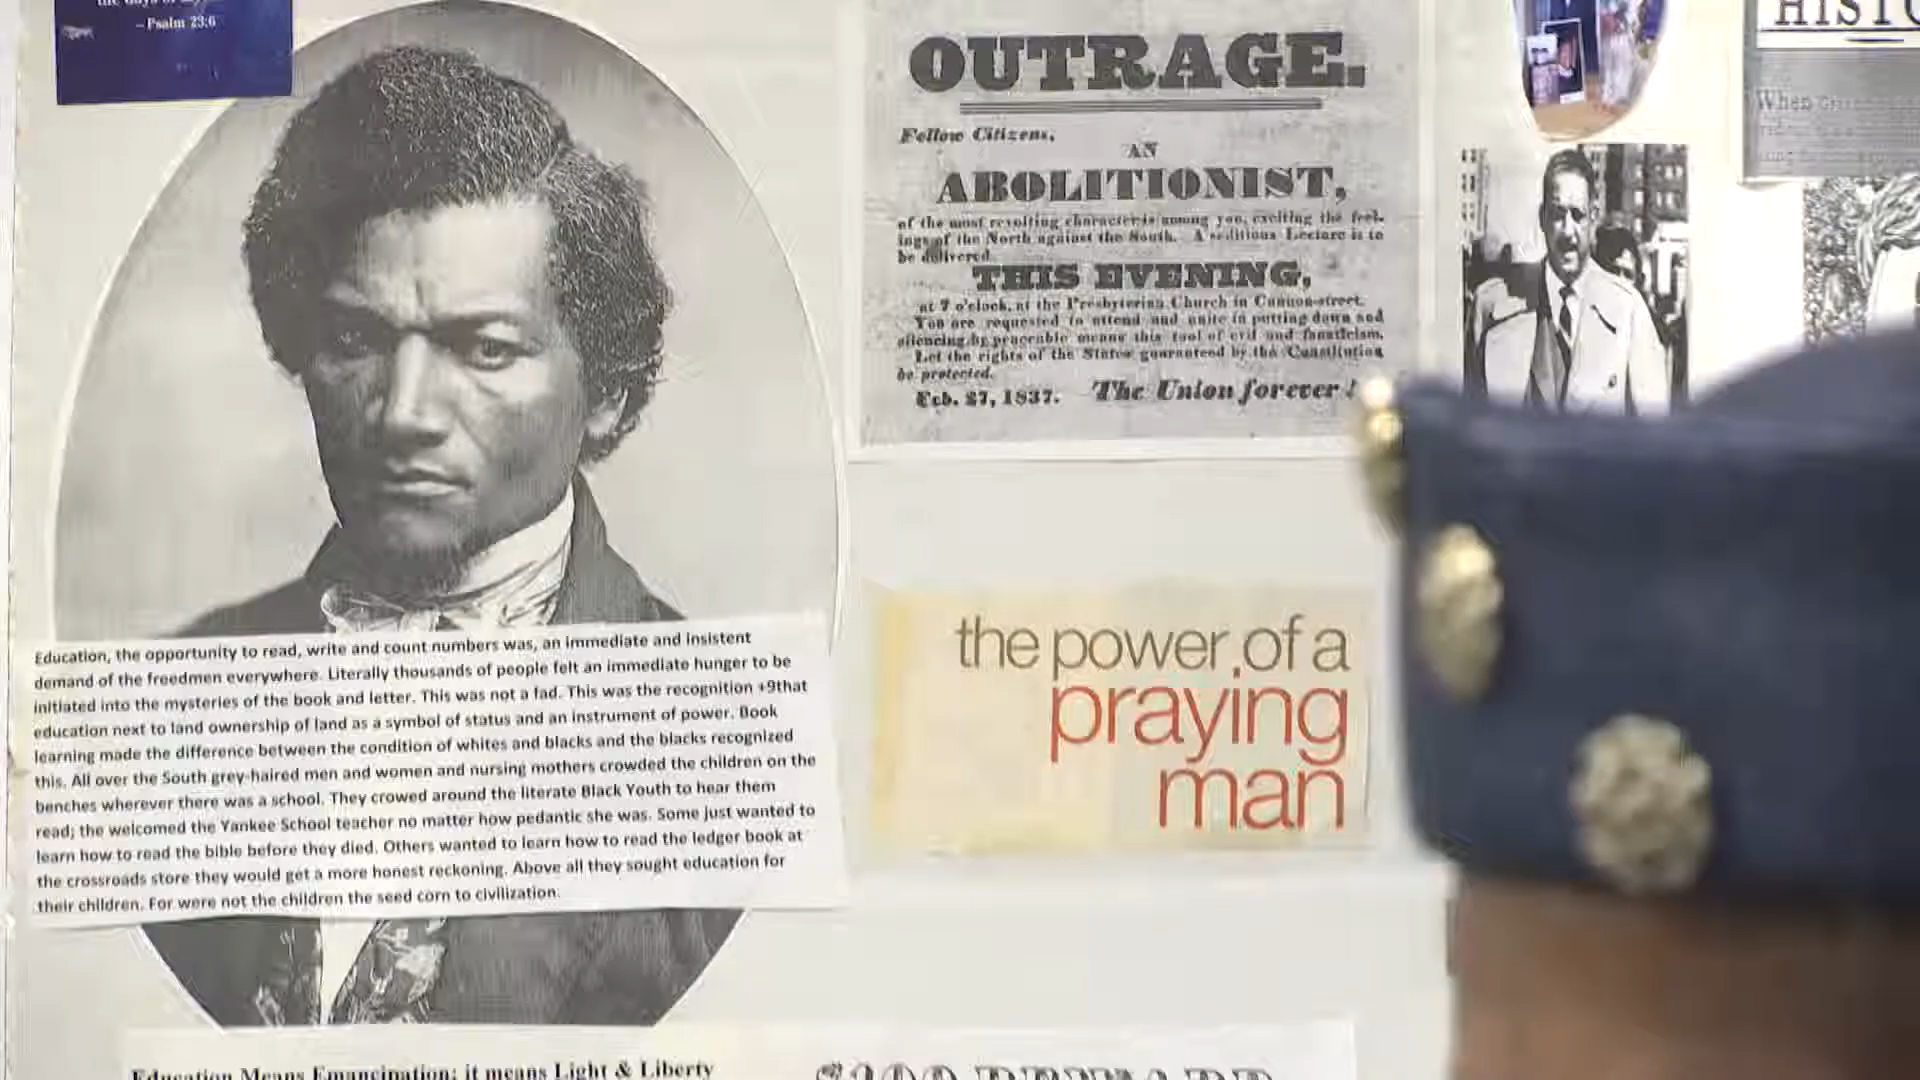 – Psalm 23:6
OUTRAGE.
Fellow Citizens,
AN
ABOLITIONIST,
of the most revolting character is among you, exciting the feel-
ings of the North against the South. A seditious Lecture is to
be delivered
THIS EVENING,
at 7 o'clock, at the Presbyterian Church in Cannon-street.
You are requested to attend and unite in putting down and
silencing by peaceable means this tool of evil and fanaticism.
Let the rights of the States guaranteed by the Constitution
be protected.
Feb. 27, 1837. The Union forever!
When
the power of a
praying
man
Education, the opportunity to read, write and count numbers was, an immediate and insistent
demand of the freedmen everywhere. Literally thousands of people felt an immediate hunger to be
initiated into the mysteries of the book and letter. This was not a fad. This was the recognition +9that
education next to land ownership of land as a symbol of status and an instrument of power. Book
learning made the difference between the condition of whites and blacks and the blacks recognized
this. All over the South grey-haired men and women and nursing mothers crowded the children on the
benches wherever there was a school. They crowed around the literate Black Youth to hear them
read; the welcomed the Yankee School teacher no matter how pedantic she was. Some just wanted to
learn how to read the bible before they died. Others wanted to learn how to read the ledger book at
the crossroads store they would get a more honest reckoning. Above all they sought education for
their children. For were not the children the seed corn to civilization.
Education Means Emancipation; it means Light & Liberty
$100 REWARD